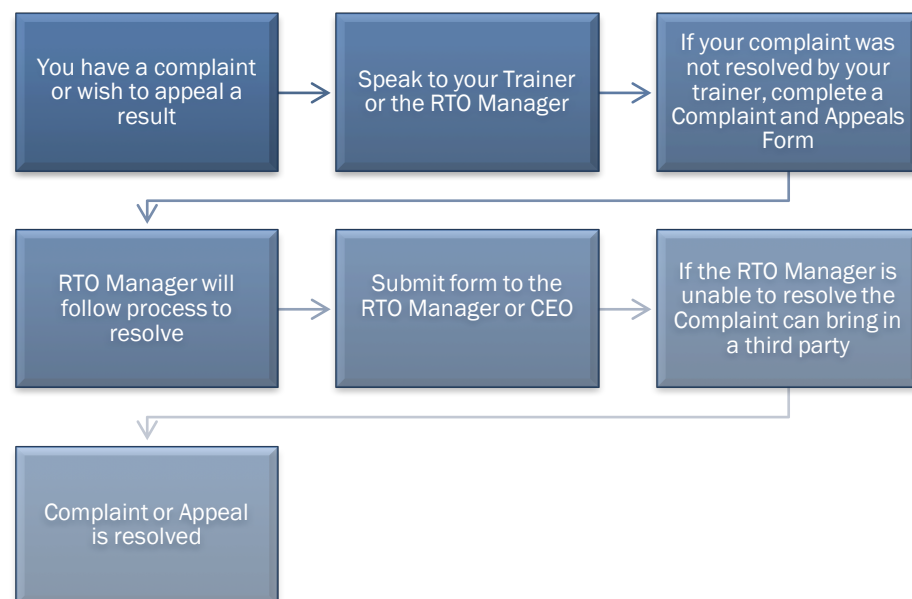 You have a complaint
or wish to appeal a
result
Speak to your Trainer
or the RTO Manager
If your complaint was
not resolved by your
trainer, complete a
Complaint and Appeals
Form
RTO Manager will
follow process to
resolve
Submit form to the
RTO Manager or CEO
If the RTO Manager is
unable to resolve the
Complaint can bring in
a third party
Complaint or Appeal
is resolved